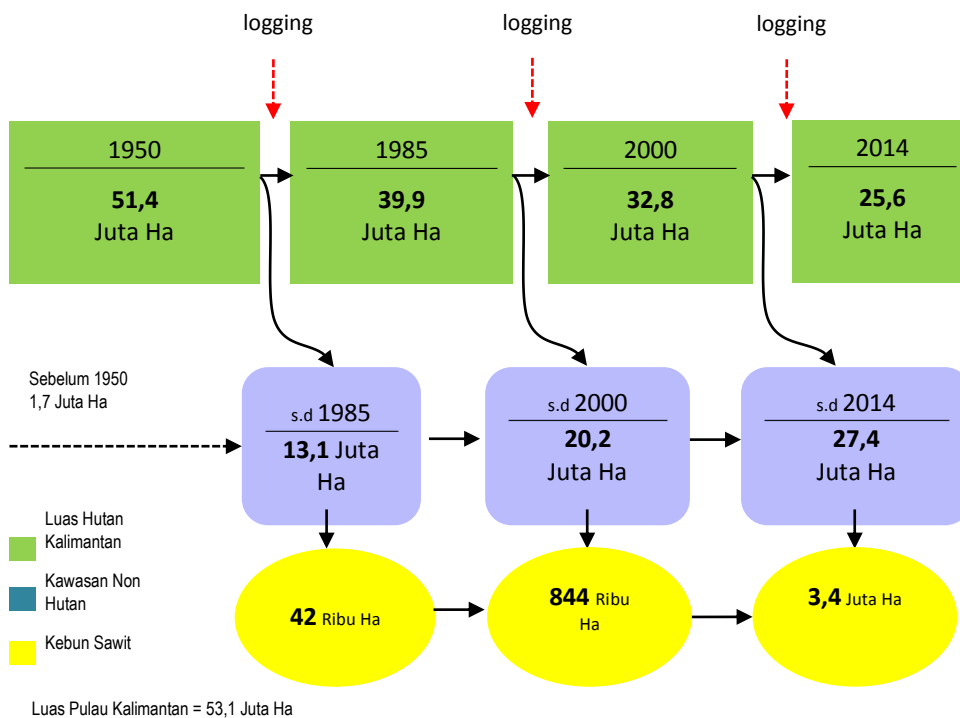 logging
logging
logging
1950
51,4
Juta Ha
1985
39,9
Juta Ha
2000
32,8
Juta Ha
2014
25,6
Juta Ha
Sebelum 1950
1,7 Juta Ha
s.d 1985
13,1 Juta
Ha
s.d 2000
20,2
Juta Ha
s.d 2014
27,4
Juta Ha
Luas Hutan
Kalimantan
Kawasan Non
Hutan
Kebun Sawit
42 Ribu Ha
844 Ribu
Ha
3,4 Juta Ha
Luas Pulau Kalimantan = 53,1 Juta Ha